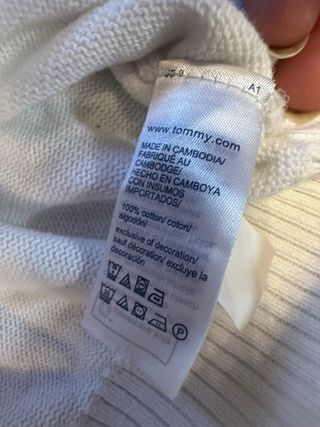 A1
www.tommy.com
MADE IN CAMBODIA/
FABRIQUÉ AU
CAMBODGE/
HECHO EN CAMBOYA
CON INSUMOS
IMPORTADOS/
100% cotton/ coton/
algodón/
exclusive of decoration/
sauf décoration/ excluye la
decoración
P